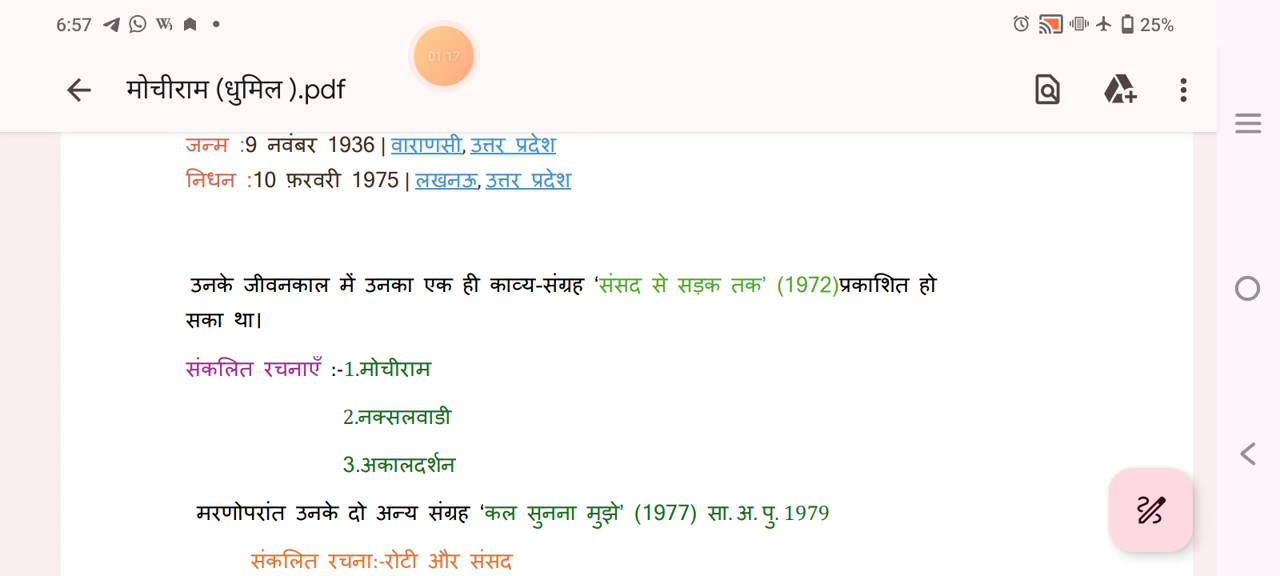 6:57
25%
01:17
मोचीराम (धुमिल ).pdf
जन्म :9 नवंबर 1936 | वाराणसी, उत्तर प्रदेश
निधन :10 फ़रवरी 1975 | लखनऊ, उत्तर प्रदेश
उनके जीवनकाल में उनका एक ही काव्य-संग्रह ‘संसद से सड़क तक’ (1972)प्रकाशित हो
सका था।
संकलित रचनाएँ :-1.मोचीराम
2.नक्सलवाडी
3.अकालदर्शन
मरणोपरांत उनके दो अन्य संग्रह ‘कल सुनना मुझे’ (1977) सा.अ.पु.1979
संकलित रचना:-रोटी और संसद